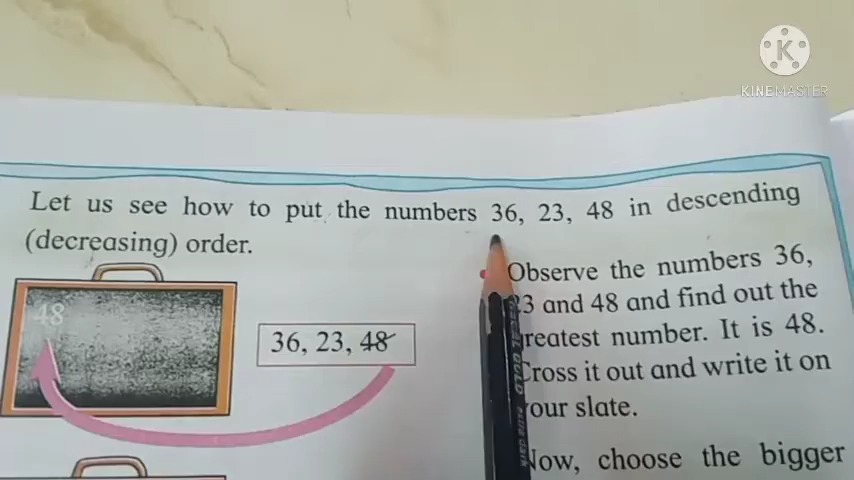 K
KINEMASTER
Let us see how to put the numbers 36, 23, 48 in descending
(decreasing) order.
48
36, 23, 48
Observe the numbers 36,
23 and 48 and find out the
greatest number. It is 48.
Cross it out and write it on
your slate.
Now, choose the bigger